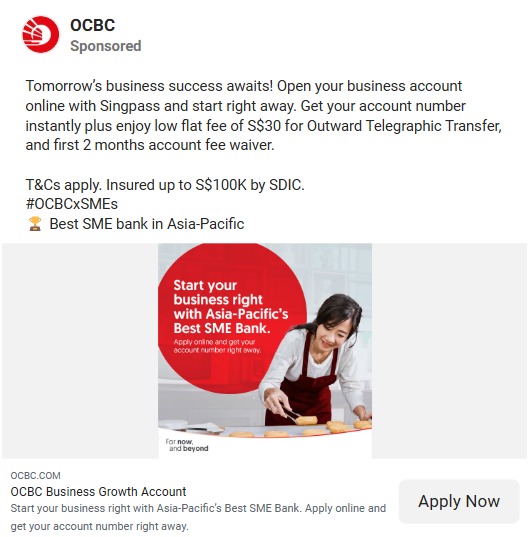 OCBC
Sponsored
Tomorrow's business success awaits! Open your business account
online with Singpass and start right away. Get your account number
instantly plus enjoy low flat fee of S$30 for Outward Telegraphic Transfer,
and first 2 months account fee waiver.
T&Cs apply. Insured up to S$100K by SDIC.
#OCBCxSMEs
🏆 Best SME bank in Asia-Pacific
Start your
business right
with Asia-Pacific's
Best SME Bank.
Apply online and get your
account number right away.
For now,
and beyond
OCBC.COM
OCBC Business Growth Account
Start your business right with Asia-Pacific's Best SME Bank. Apply online and
get your account number right away.
Apply Now